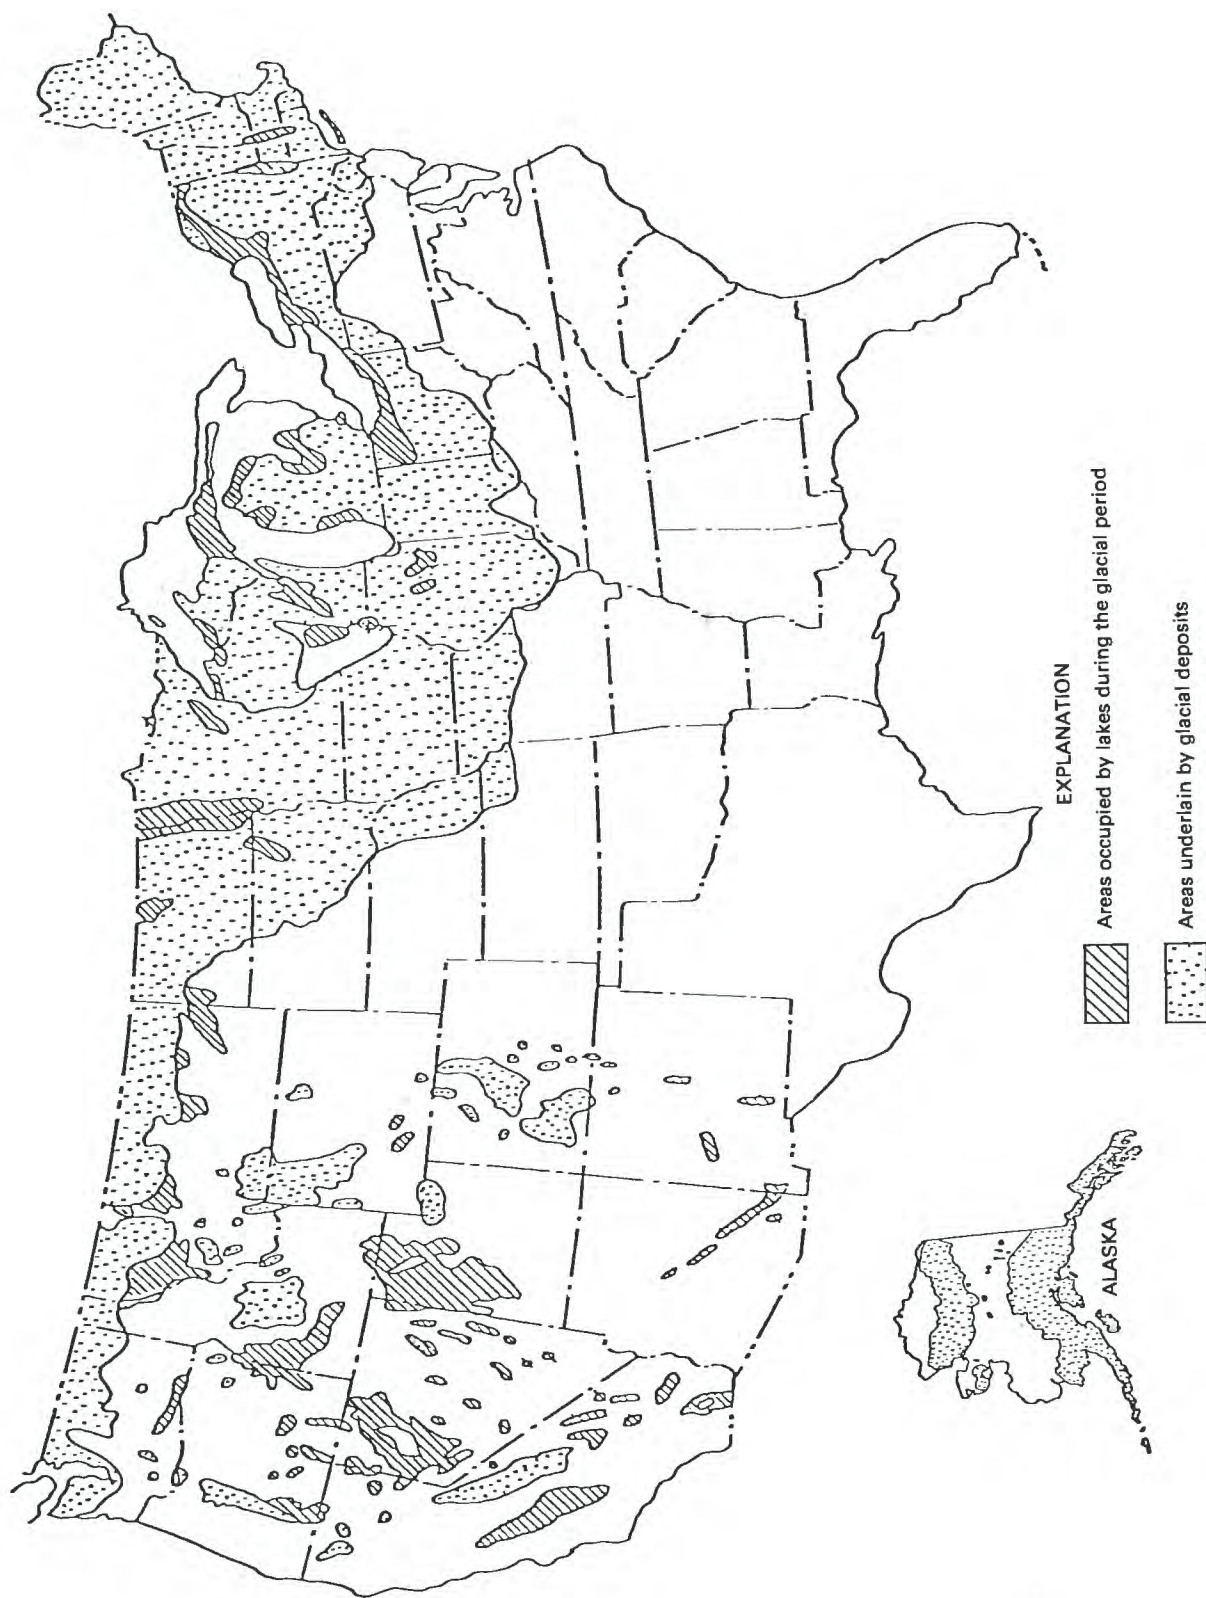 EXPLANATION
Areas occupied by lakes during the glacial period
Areas underlain by glacial deposits
ALASKA